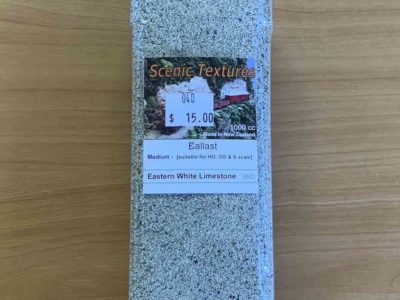 Scenic Textures
040
$ 15.00
1000 cc
Made in New Zealand
Ballast
Medium - [suitable for HO, OO & S scale]
Eastern White Limestone